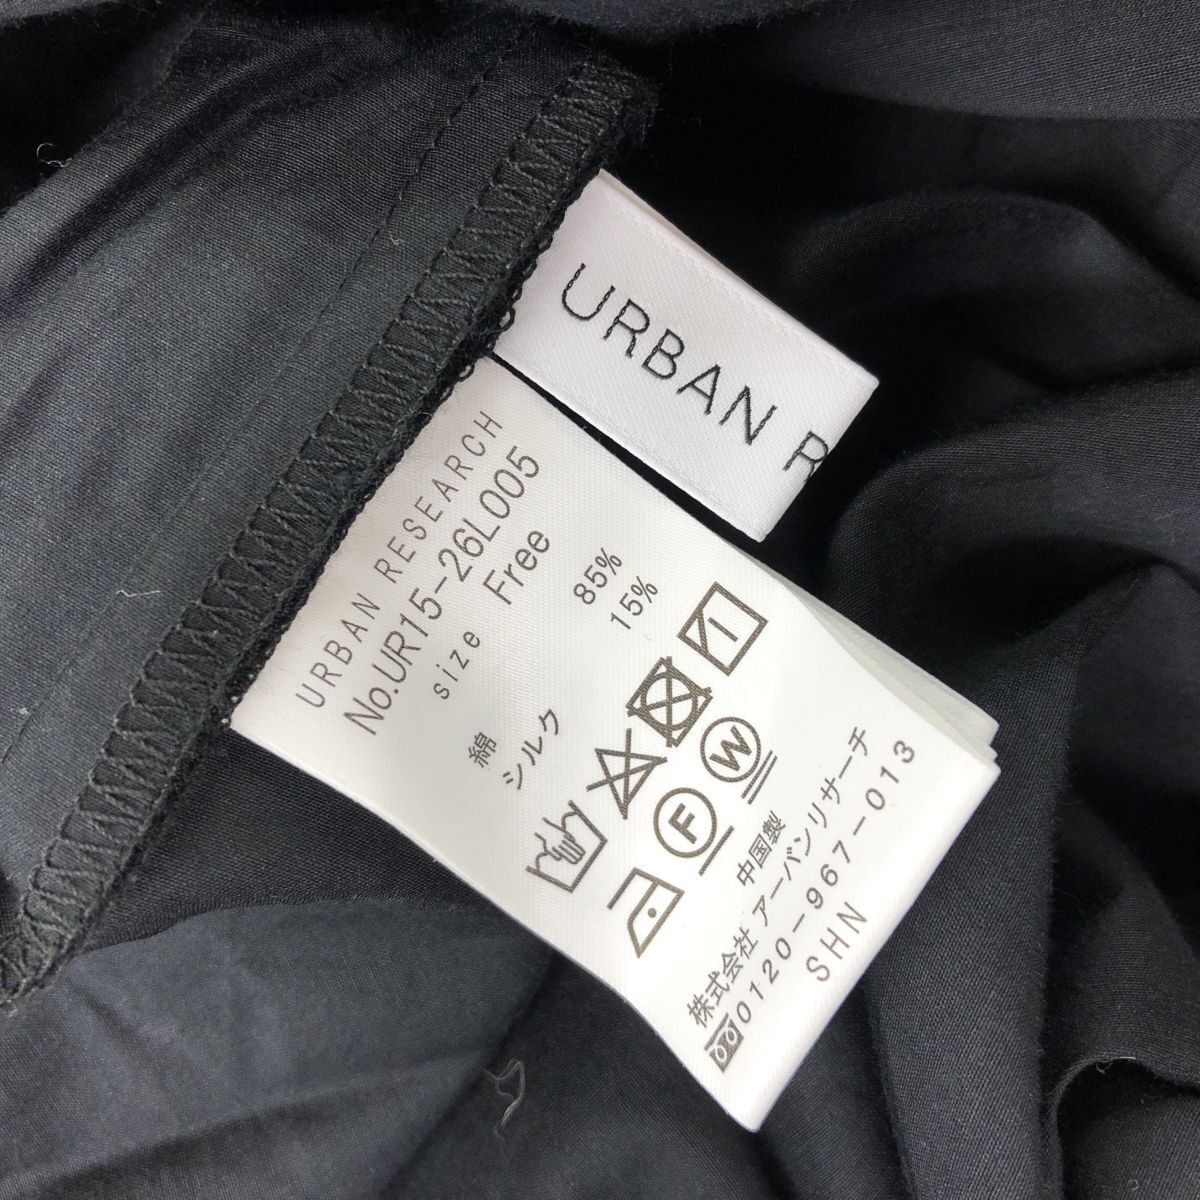 URBAN R
URBAN RESEARCH
No.UR15-26L005
size Free
綿 85%
シルク 15%
W
F
中国製
株式会社 アーバンリサーチ
0120-967-013
SHN